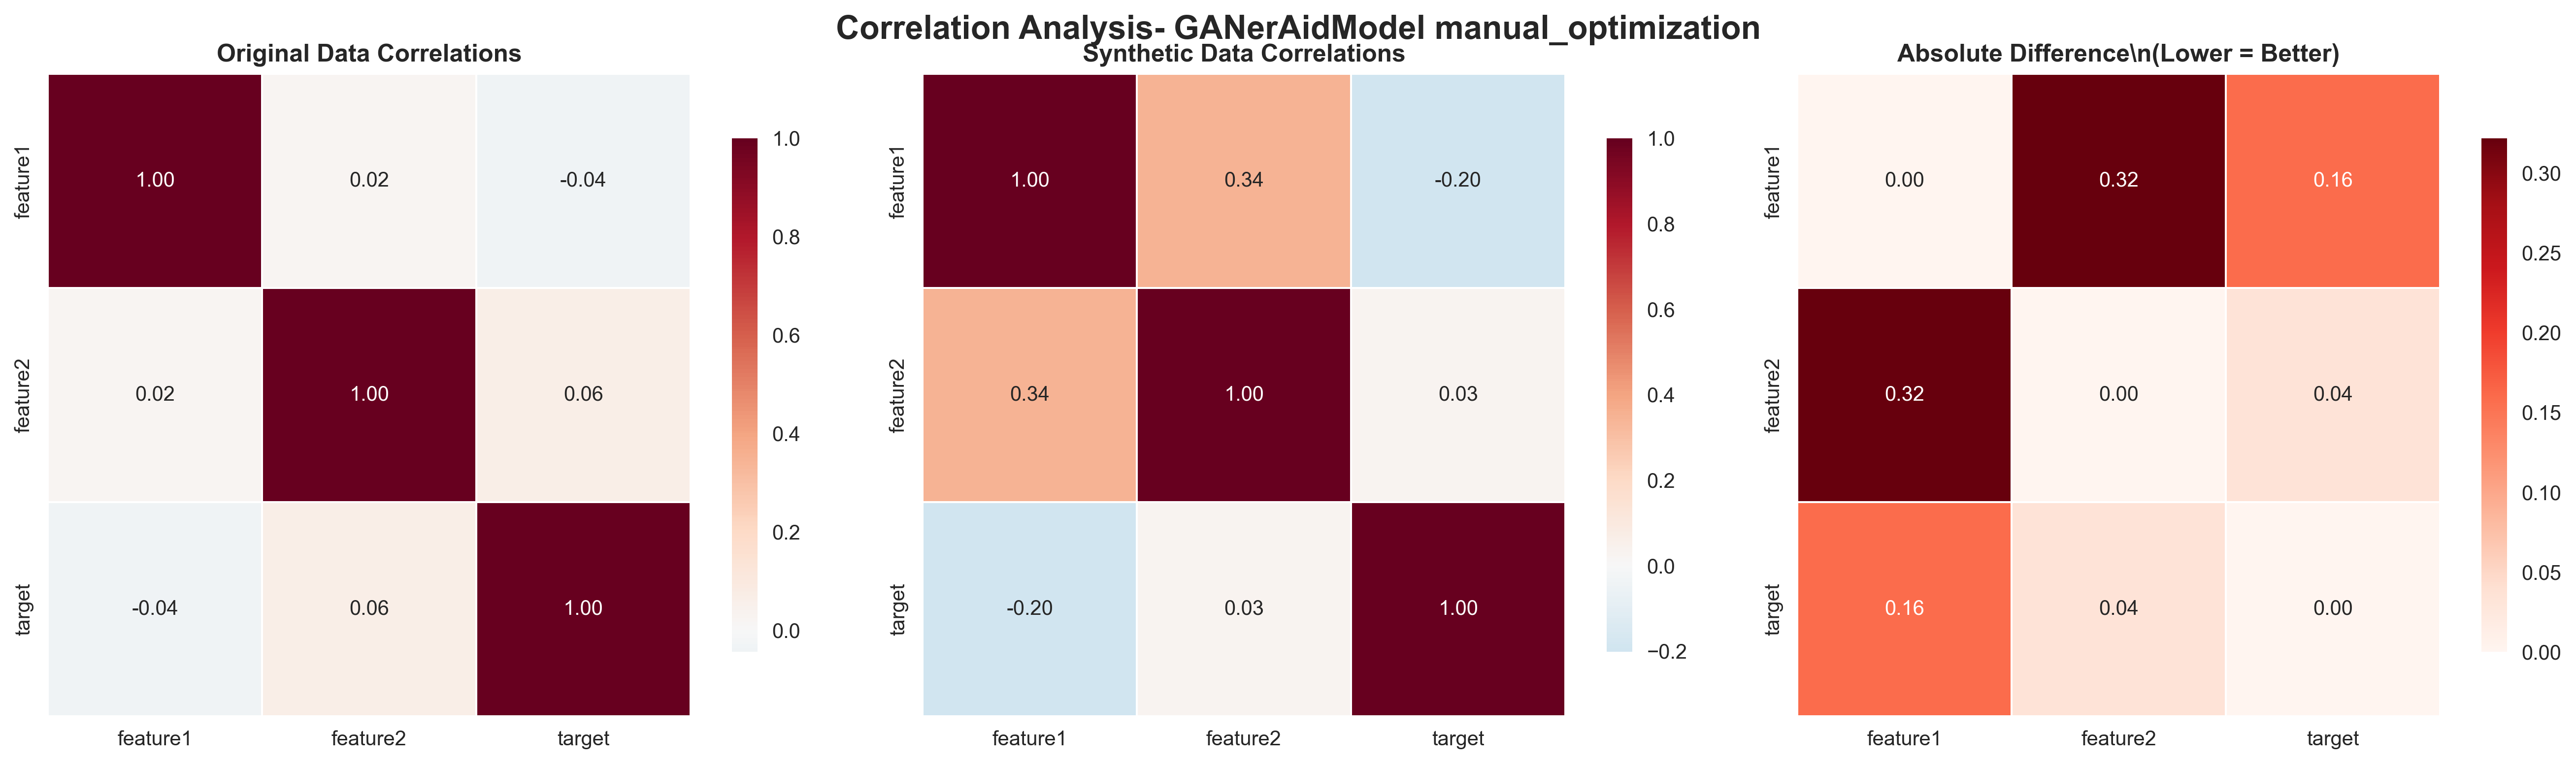 Correlation Analysis- GANerAidModel manual_optimization
Original Data Correlations
feature1
feature2
target
1.00 0.02 -0.04
0.02 1.00 0.06
-0.04 0.06 1.00
feature1 feature2 target
1.0
0.8
0.6
0.4
0.2
0.0
Synthetic Data Correlations
feature1
feature2
target
1.00 0.34 -0.20
0.34 1.00 0.03
-0.20 0.03 1.00
feature1 feature2 target
1.0
0.8
0.6
0.4
0.2
0.0
−0.2
Absolute Difference\n(Lower = Better)
feature1
feature2
target
0.00 0.32 0.16
0.32 0.00 0.04
0.16 0.04 0.00
feature1 feature2 target
0.30
0.25
0.20
0.15
0.10
0.05
0.00